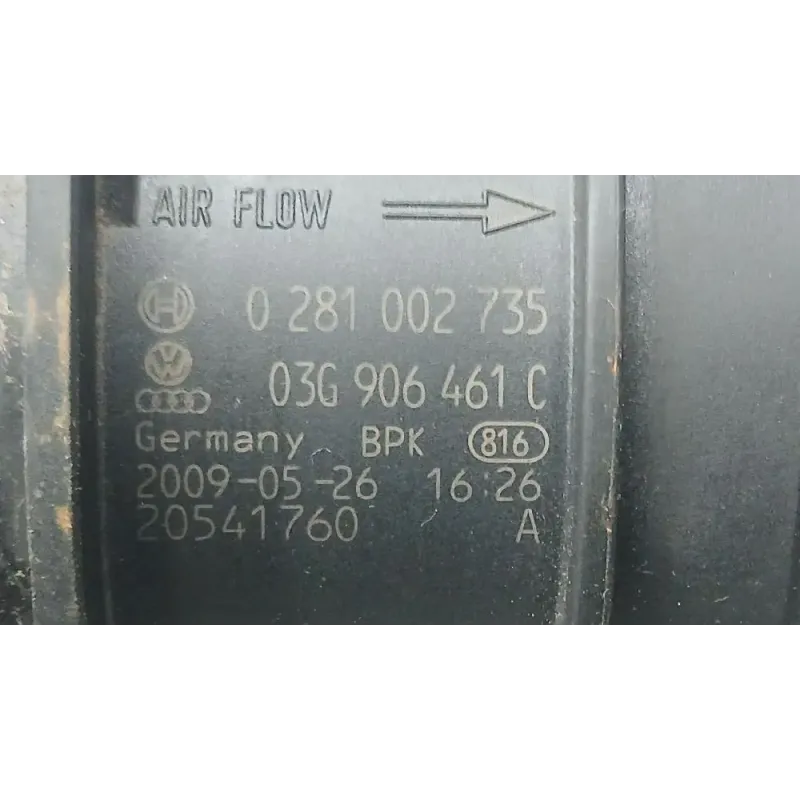 AIR FLOW
0 281 002 735
03G 906 461 C
Germany BPK 816
2009-05-26 16:26
20541760 A